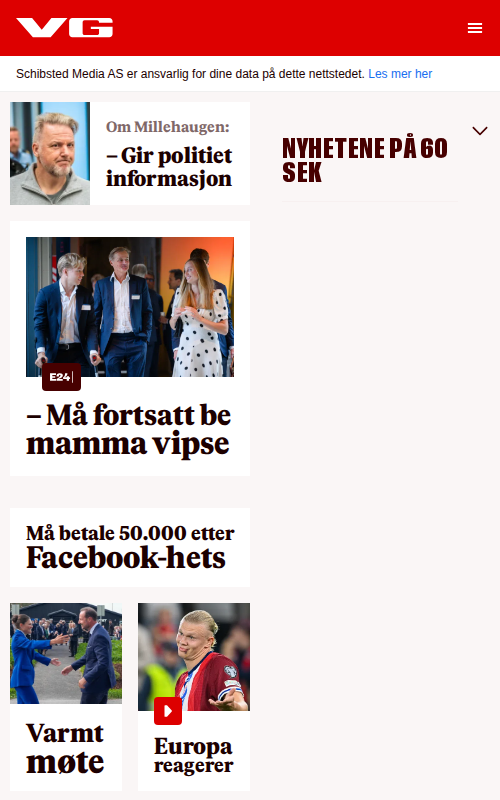 VG
Schibsted Media AS er ansvarlig for dine data på dette nettstedet. Les mer her
Om Millehaugen:
– Gir politiet
informasjon
NYHETENE PÅ 60
SEK
E24|
– Må fortsatt be
mamma vipse
Må betale 50.000 etter
Facebook-hets
Varmt
møte
Europa
reagerer